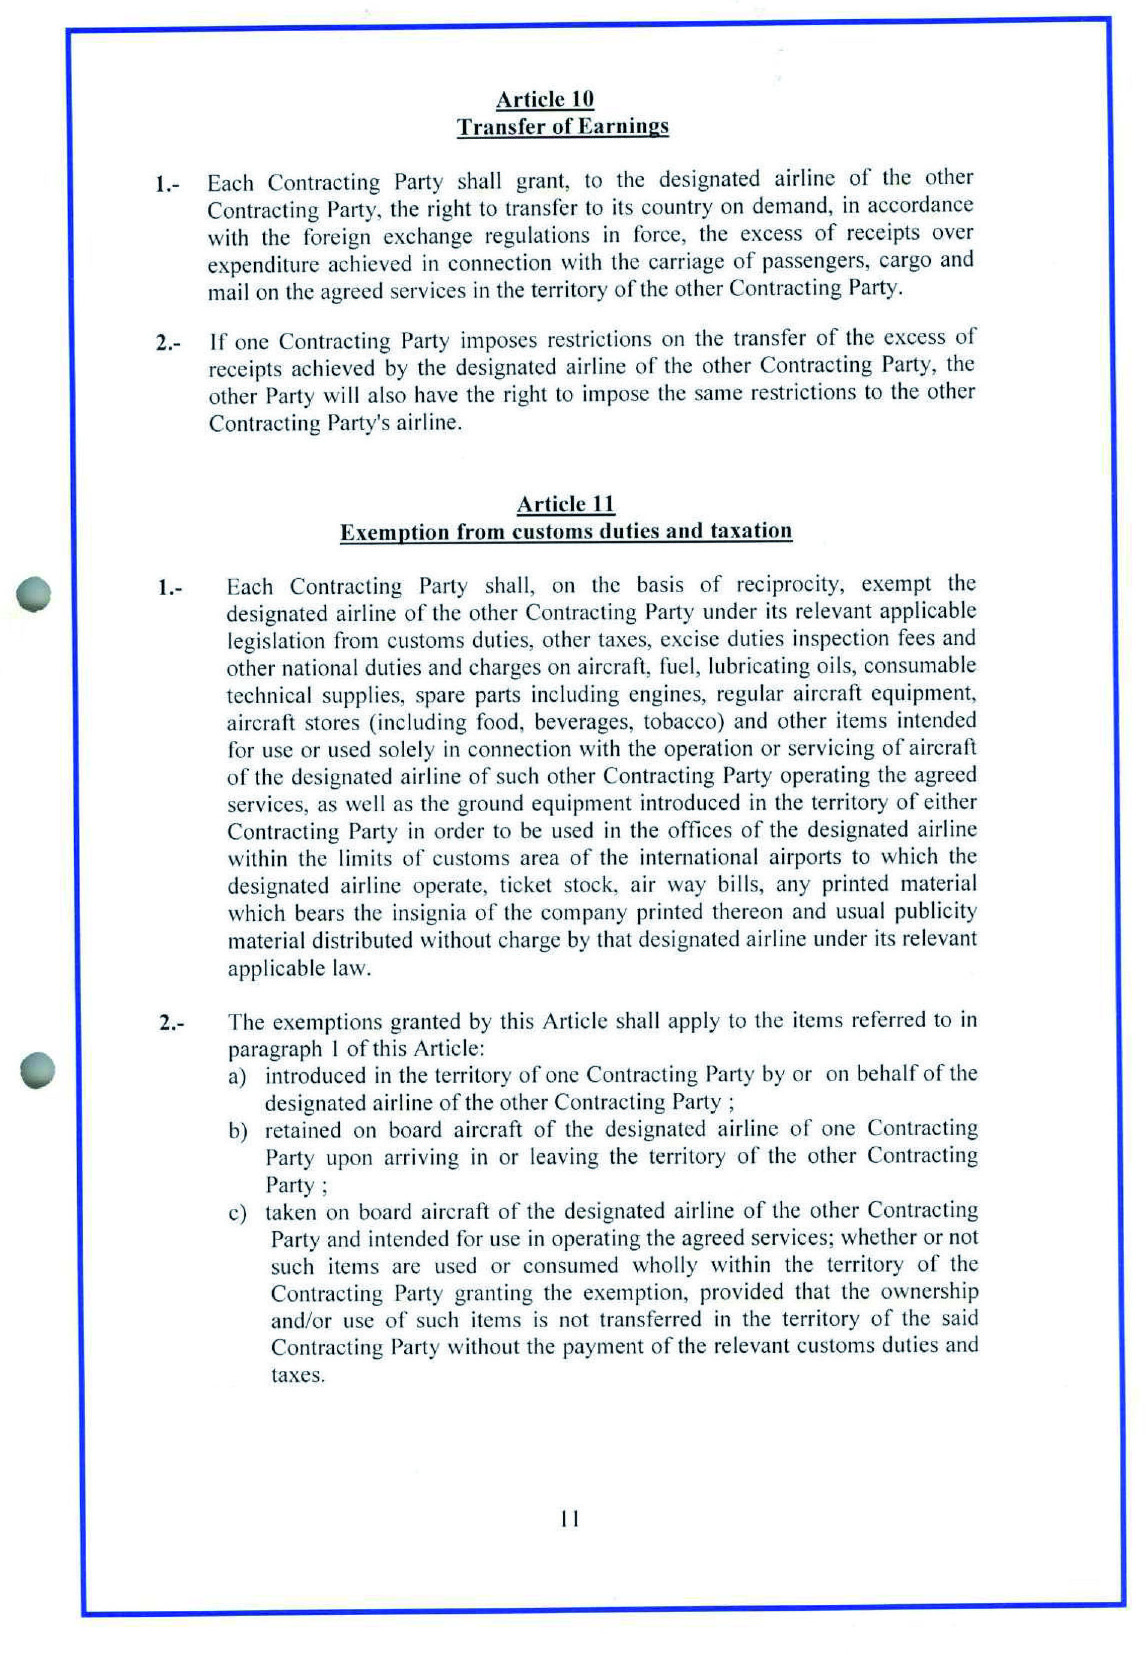 Article 10
Transfer of Earnings
1.- Each Contracting Party shall grant, to the designated airline of the other
Contracting Party, the right to transfer to its country on demand, in accordance
with the foreign exchange regulations in force, the excess of receipts over
expenditure achieved in connection with the carriage of passengers, cargo and
mail on the agreed services in the territory of the other Contracting Party.
2.- If one Contracting Party imposes restrictions on the transfer of the excess of
receipts achieved by the designated airline of the other Contracting Party, the
other Party will also have the right to impose the same restrictions to the other
Contracting Party's airline.
Article 11
Exemption from customs duties and taxation
1.- Each Contracting Party shall, on the basis of reciprocity, exempt the
designated airline of the other Contracting Party under its relevant applicable
legislation from customs duties, other taxes, excise duties inspection fees and
other national duties and charges on aircraft, fuel, lubricating oils, consumable
technical supplies, spare parts including engines, regular aircraft equipment,
aircraft stores (including food, beverages, tobacco) and other items intended
for use or used solely in connection with the operation or servicing of aircraft
of the designated airline of such other Contracting Party operating the agreed
services, as well as the ground equipment introduced in the territory of either
Contracting Party in order to be used in the offices of the designated airline
within the limits of customs area of the international airports to which the
designated airline operate, ticket stock, air way bills, any printed material
which bears the insignia of the company printed thereon and usual publicity
material distributed without charge by that designated airline under its relevant
applicable law.
2.- The exemptions granted by this Article shall apply to the items referred to in
paragraph 1 of this Article:
a) introduced in the territory of one Contracting Party by or on behalf of the
designated airline of the other Contracting Party ;
b) retained on board aircraft of the designated airline of one Contracting
Party upon arriving in or leaving the territory of the other Contracting
Party ;
c) taken on board aircraft of the designated airline of the other Contracting
Party and intended for use in operating the agreed services; whether or not
such items are used or consumed wholly within the territory of the
Contracting Party granting the exemption, provided that the ownership
and/or use of such items is not transferred in the territory of the said
Contracting Party without the payment of the relevant customs duties and
taxes.
11